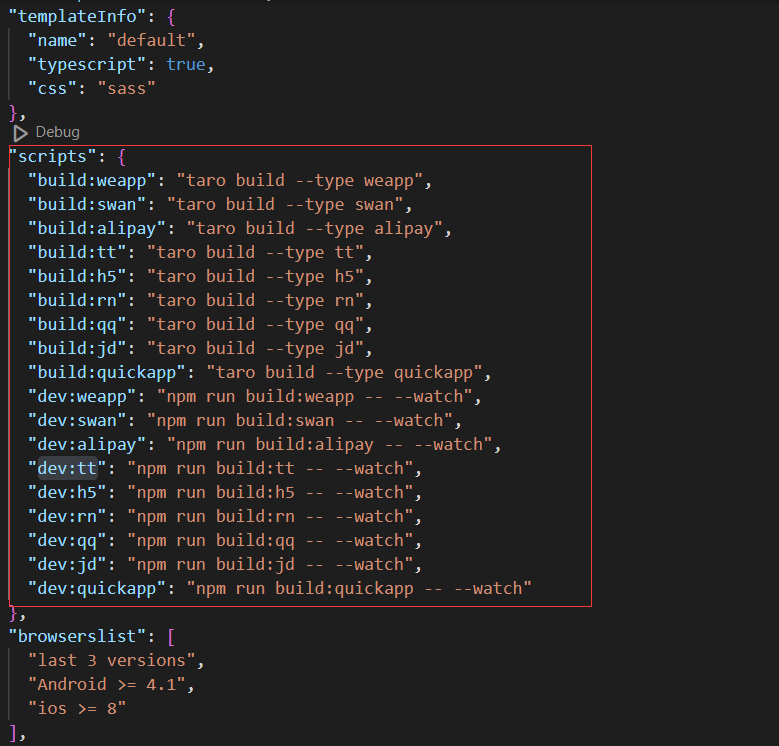 "templateInfo": {
"name": "default",
"typescript": true,
"css": "sass"
},
Debug
"scripts": {
"build:weapp": "taro build --type weapp",
"build:swan": "taro build --type swan",
"build:alipay": "taro build --type alipay",
"build:tt": "taro build --type tt",
"build:h5": "taro build --type h5",
"build:rn": "taro build --type rn",
"build:qq": "taro build --type qq",
"build:jd": "taro build --type jd",
"build:quickapp": "taro build --type quickapp",
"dev:weapp": "npm run build:weapp -- --watch",
"dev:swan": "npm run build:swan -- --watch",
"dev:alipay": "npm run build:alipay -- --watch",
"dev:tt": "npm run build:tt -- --watch",
"dev:h5": "npm run build:h5 -- --watch",
"dev:rn": "npm run build:rn -- --watch",
"dev:qq": "npm run build:qq -- --watch",
"dev:jd": "npm run build:jd -- --watch",
"dev:quickapp": "npm run build:quickapp -- --watch"
},
"browserslist": [
"last 3 versions",
"Android >= 4.1",
"ios >= 8"
],